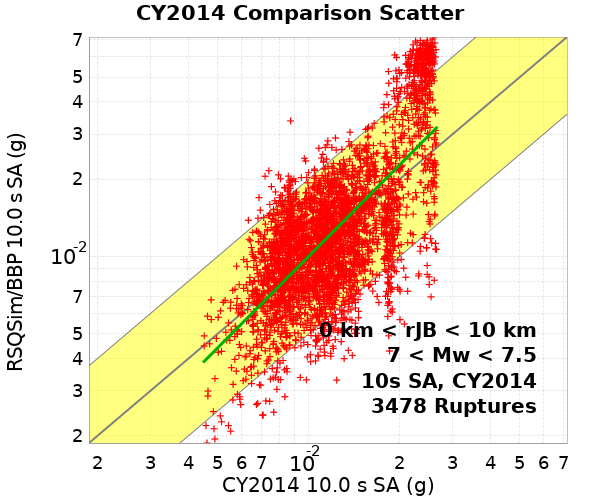 CY2014 Comparison Scatter
7
5
4
3
2
10-2
7
5
4
3
2
RSQSim/BBP 10.0 s SA (g)
0 km < rJB < 10 km
7 < Mw < 7.5
10s SA, CY2014
3478 Ruptures
2 3 4 5 6 7 10-2 2 3 4 5 6 7
CY2014 10.0 s SA (g)